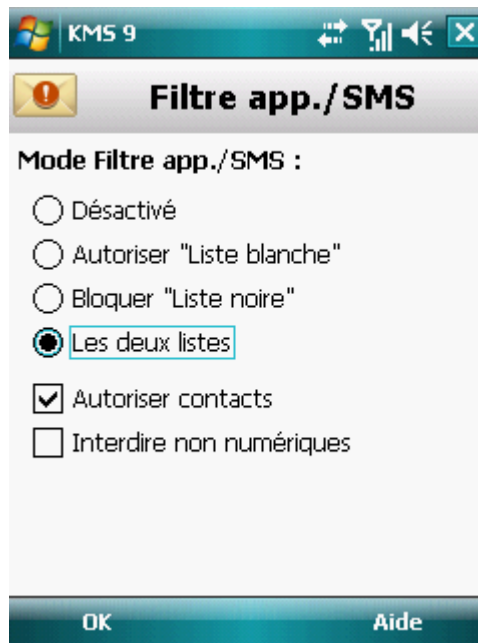 KMS 9
Filtre app./SMS
Mode Filtre app./SMS :
Désactivé
Autoriser "Liste blanche"
Bloquer "Liste noire"
Les deux listes
Autoriser contacts
Interdire non numériques
OK Aide